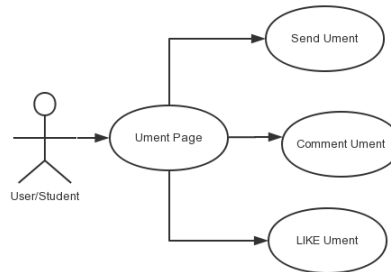 Send Ument
Ument Page
Comment Ument
User/Student
LIKE Ument